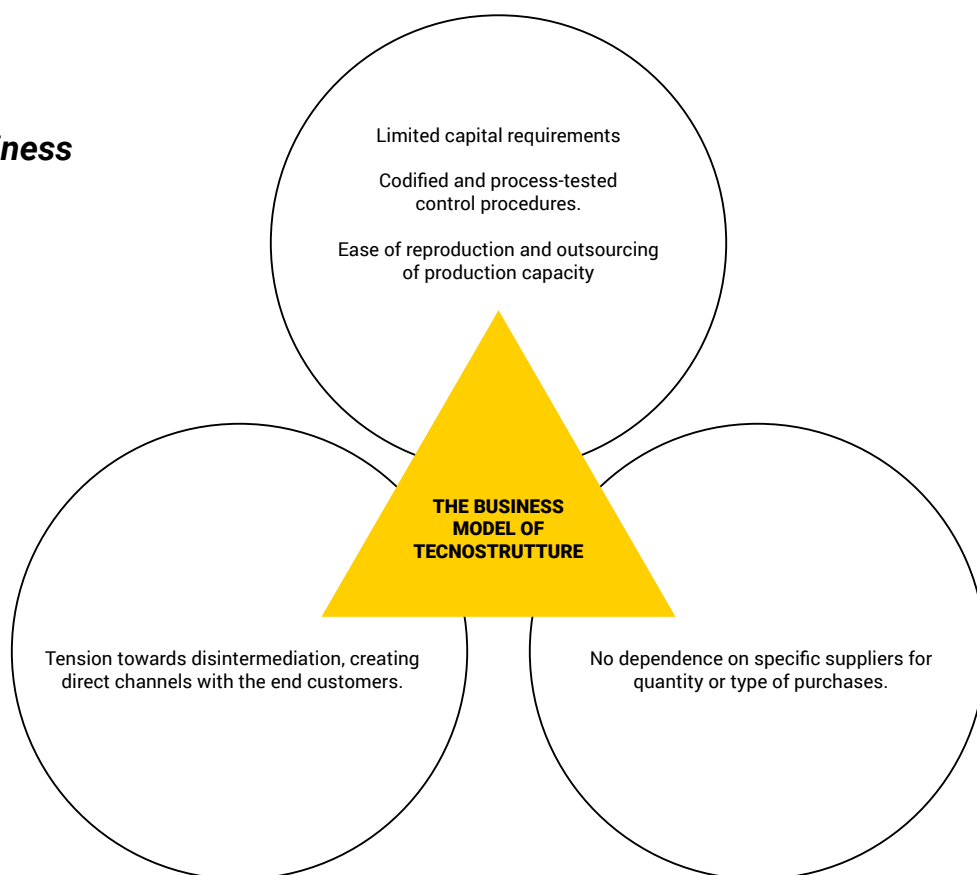 Limited capital requirements
Codified and process-tested
control procedures.
Ease of reproduction and outsourcing
of production capacity
THE BUSINESS
MODEL OF
TECNOSTRUTTURE
Tension towards disintermediation, creating
direct channels with the end customers.
No dependence on specific suppliers for
quantity or type of purchases.